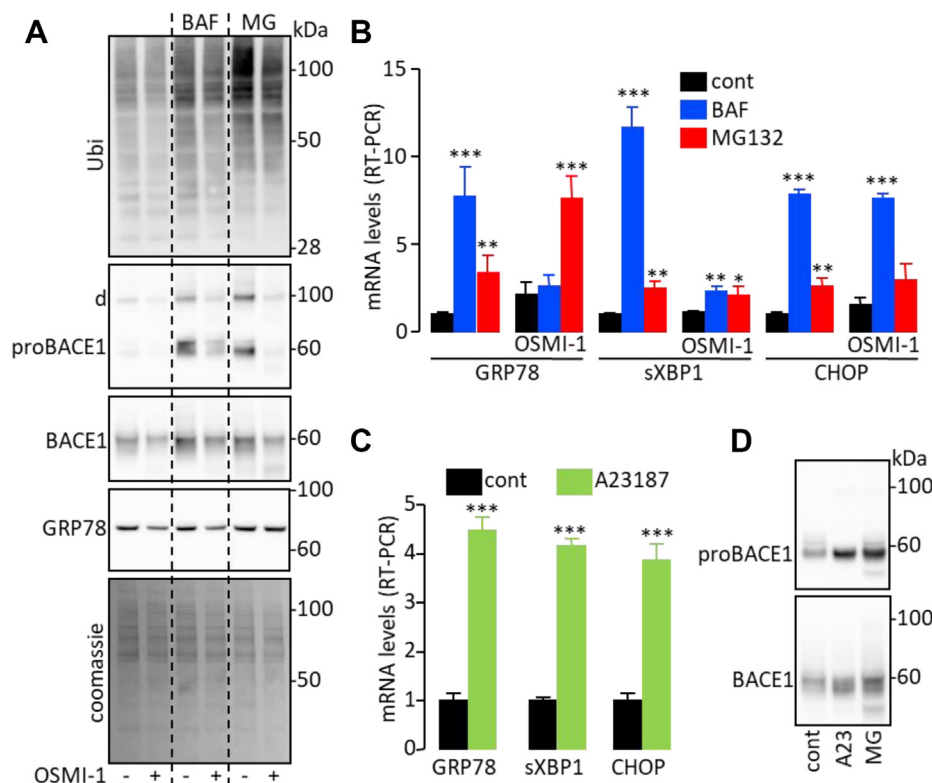 A
BAF MG kDa
Ubi
100
50
28
d
proBACE1
100
60
BACE1
60
GRP78
100
60
coomassie
100
50
OSMI-1 - + - + - +
B
mRNA levels (RT-PCR)
15
10
5
0
cont
BAF
MG132
*** ** *** *** ** ** * *** ** ***
OSMI-1 OSMI-1 OSMI-1
GRP78 sXBP1 CHOP
C
cont A23187
mRNA levels (RT-PCR)
5
4
3
2
1
0
*** *** ***
GRP78 sXBP1 CHOP
D
kDa
100
proBACE1
60
100
BACE1
60
cont A23 MG